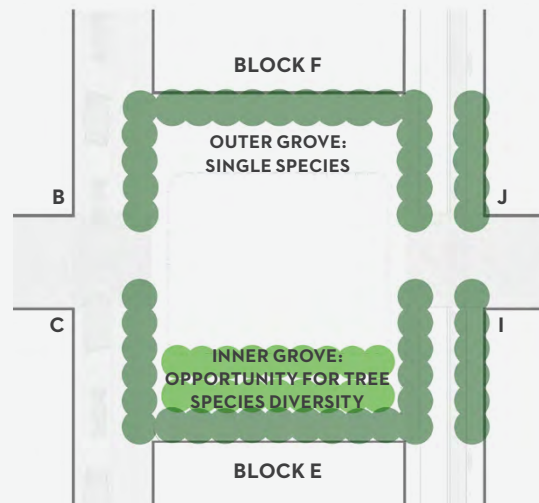 BLOCK F
OUTER GROVE:
SINGLE SPECIES
B
J
C
I
INNER GROVE:
OPPORTUNITY FOR TREE
SPECIES DIVERSITY
BLOCK E